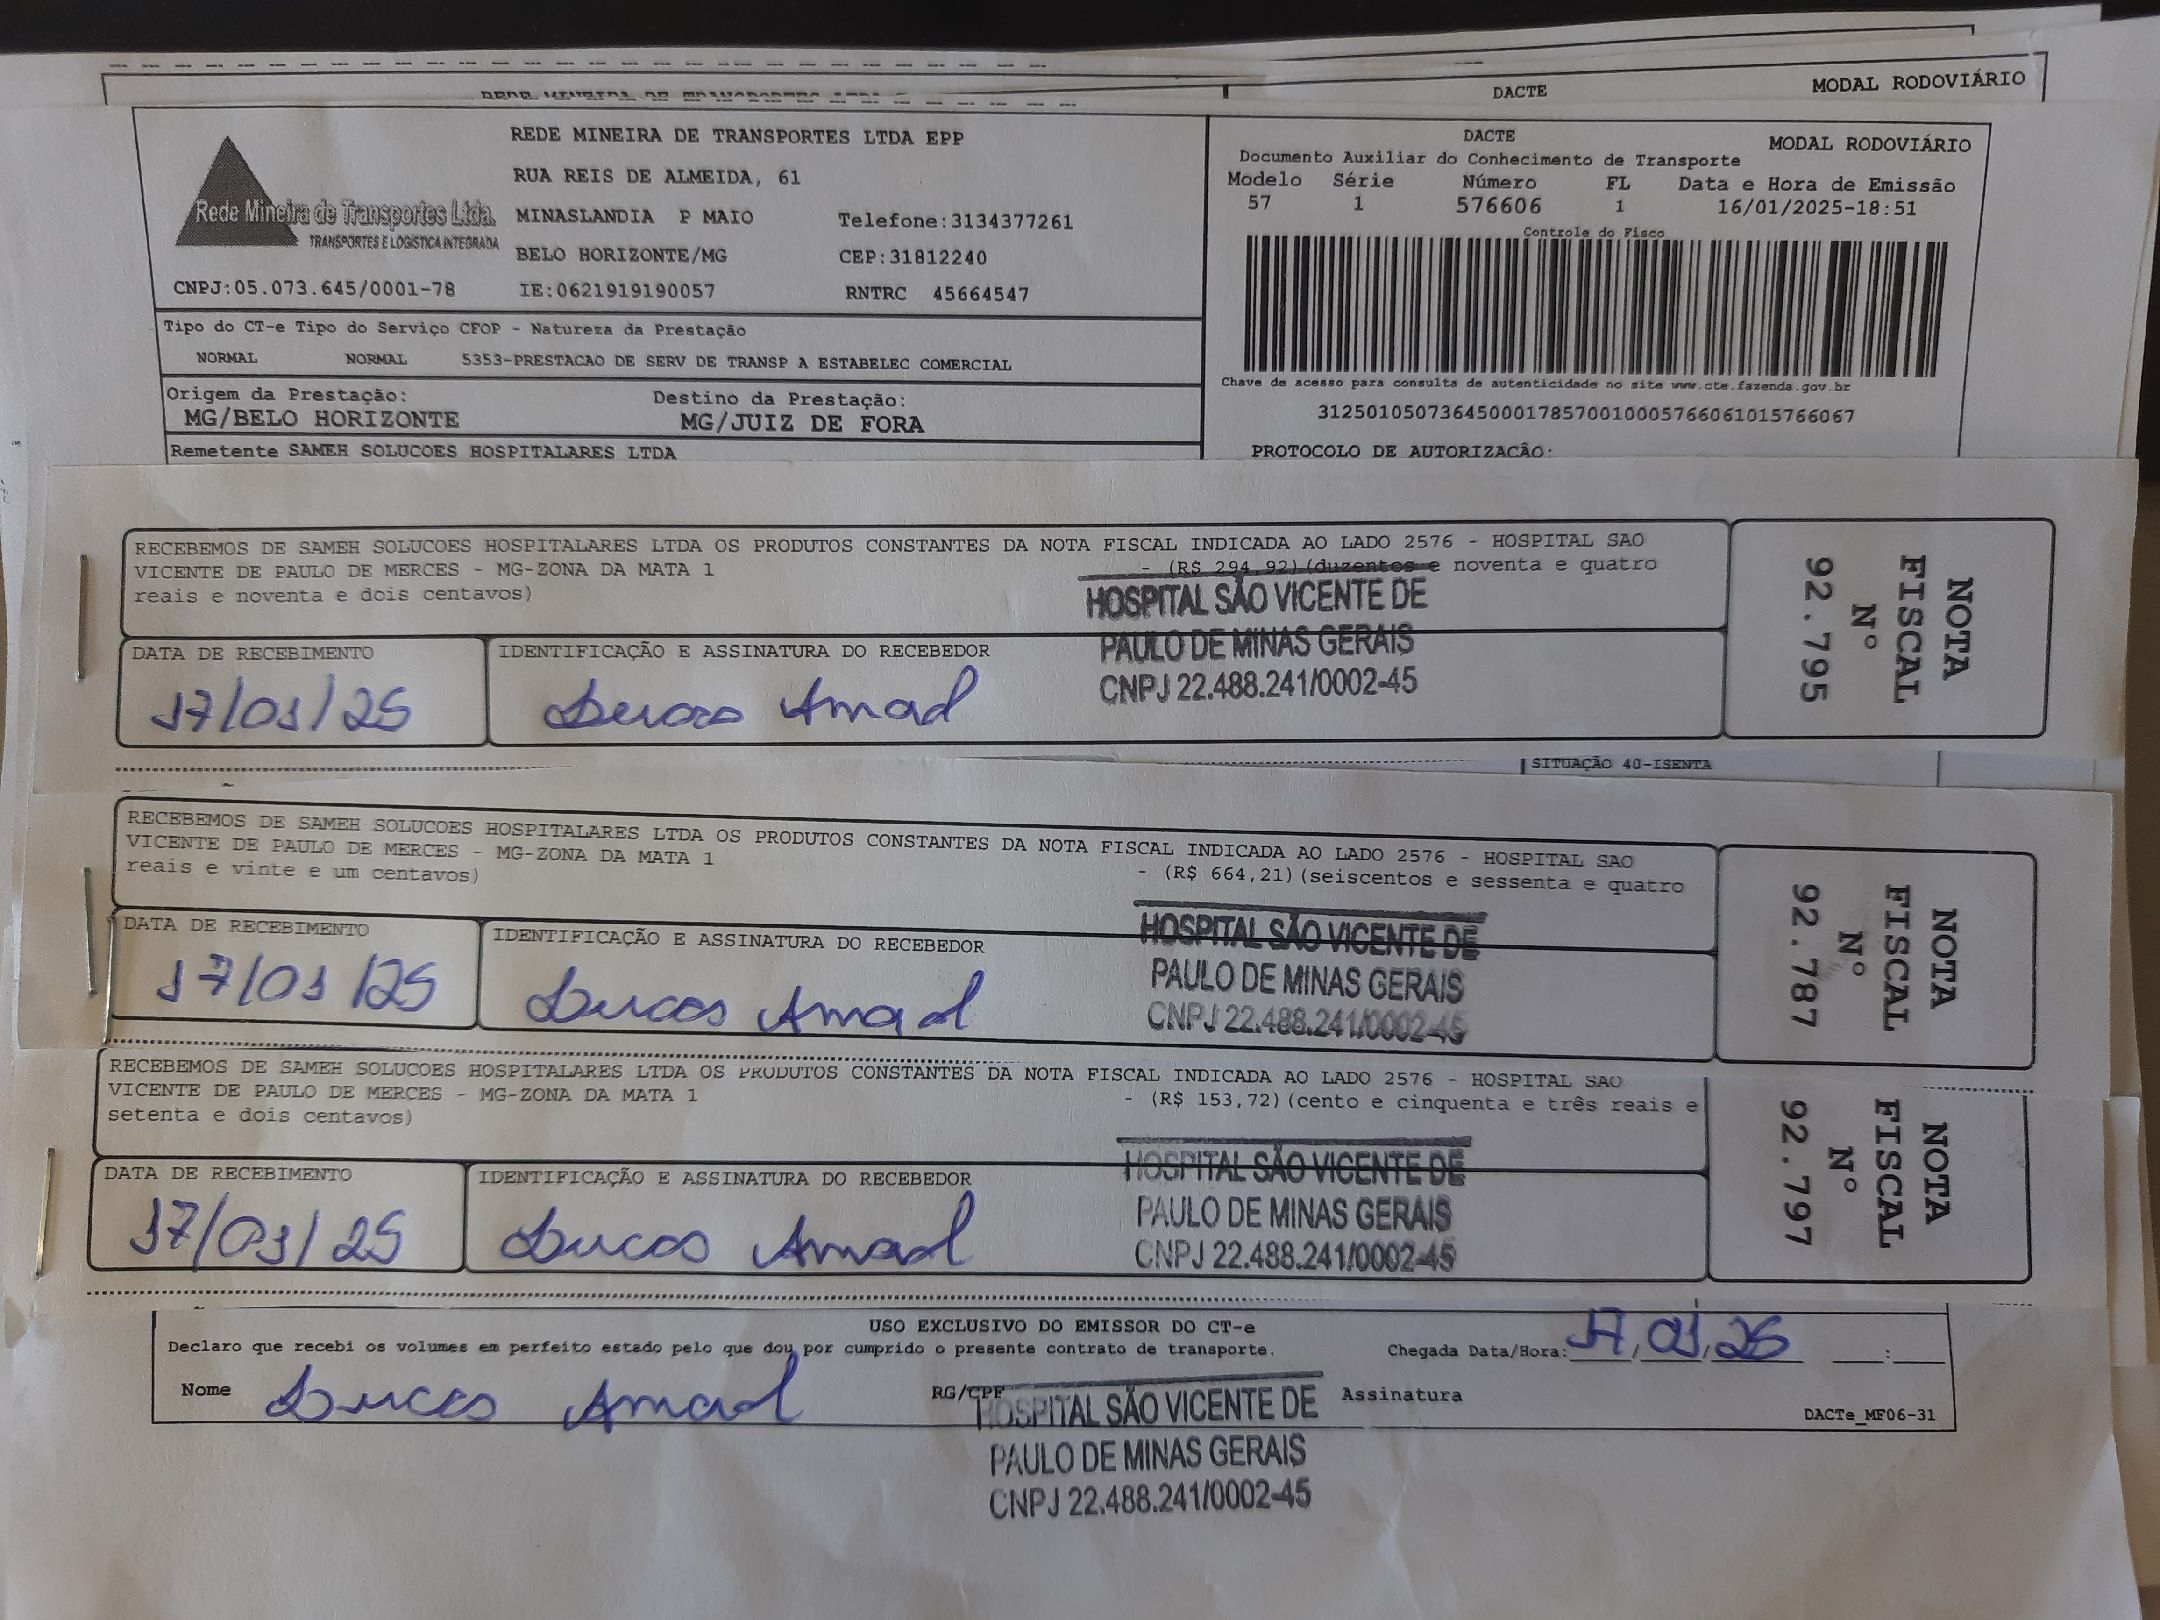 DACTE MODAL RODOVIÁRIO
REDE MINEIRA DE TRANSPORTES LTDA EPP
RUA REIS DE ALMEIDA, 61
Rede Mineira de Transportes Ltda.
TRANSPORTES E LOGÍSTICA INTEGRADA
MINASLANDIA P MAIO Telefone:3134377261
BELO HORIZONTE/MG CEP:31812240
CNPJ:05.073.645/0001-78 IE:0621919190057 RNTRC 45664547
DACTE MODAL RODOVIÁRIO
Documento Auxiliar do Conhecimento de Transporte
Modelo Série Número FL Data e Hora de Emissão
57 1 576606 1 16/01/2025-18:51
Controle do Fisco
Chave de acesso para consulta de autenticidade no site www.cte.fazenda.gov.br
31250105073645000178570010005766061015766067
PROTOCOLO DE AUTORIZACÃO:
Tipo do CT-e Tipo do Serviço CFOP - Natureza da Prestação
NORMAL NORMAL 5353-PRESTACAO DE SERV DE TRANSP A ESTABELEC COMERCIAL
Origem da Prestação: Destino da Prestação:
MG/BELO HORIZONTE MG/JUIZ DE FORA
Remetente SAMEH SOLUCOES HOSPITALARES LTDA
RECEBEMOS DE SAMEH SOLUCOES HOSPITALARES LTDA OS PRODUTOS CONSTANTES DA NOTA FISCAL INDICADA AO LADO 2576 - HOSPITAL SAO
VICENTE DE PAULO DE MERCES - MG-ZONA DA MATA 1 - (R$ 294,92)(duzentos e noventa e quatro
reais e noventa e dois centavos)
HOSPITAL SÃO VICENTE DE
PAULO DE MINAS GERAIS
CNPJ 22.488.241/0002-45
DATA DE RECEBIMENTO IDENTIFICAÇÃO E ASSINATURA DO RECEBEDOR
17/01/25 Lucas Amad
NOTA
FISCAL
Nº
92.795
SITUAÇÃO 40-ISENTA
RECEBEMOS DE SAMEH SOLUCOES HOSPITALARES LTDA OS PRODUTOS CONSTANTES DA NOTA FISCAL INDICADA AO LADO 2576 - HOSPITAL SAO
VICENTE DE PAULO DE MERCES - MG-ZONA DA MATA 1 - (R$ 664,21)(seiscentos e sessenta e quatro
reais e vinte e um centavos)
HOSPITAL SÃO VICENTE DE
PAULO DE MINAS GERAIS
CNPJ 22.488.241/0002-45
DATA DE RECEBIMENTO IDENTIFICAÇÃO E ASSINATURA DO RECEBEDOR
17/01/25 Lucas Amad
NOTA
FISCAL
Nº
92.787
RECEBEMOS DE SAMEH SOLUCOES HOSPITALARES LTDA OS PRODUTOS CONSTANTES DA NOTA FISCAL INDICADA AO LADO 2576 - HOSPITAL SAO
VICENTE DE PAULO DE MERCES - MG-ZONA DA MATA 1 - (R$ 153,72)(cento e cinquenta e três reais e
setenta e dois centavos)
HOSPITAL SÃO VICENTE DE
PAULO DE MINAS GERAIS
CNPJ 22.488.241/0002-45
DATA DE RECEBIMENTO IDENTIFICAÇÃO E ASSINATURA DO RECEBEDOR
17/01/25 Lucas Amad
NOTA
FISCAL
Nº
92.797
USO EXCLUSIVO DO EMISSOR DO CT-e
Declaro que recebi os volumes em perfeito estado pelo que dou por cumprido o presente contrato de transporte. Chegada Data/Hora: 17/01/25 :
Nome Lucas Amad RG/CPF Assinatura
HOSPITAL SÃO VICENTE DE
PAULO DE MINAS GERAIS
CNPJ 22.488.241/0002-45
DACTe_MF06-31